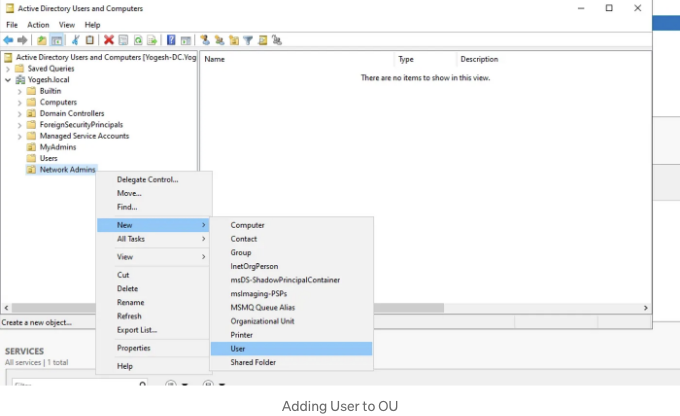 Active Directory Users and Computers
File Action View Help
Active Directory Users and Computers [Yogesh-DC.Yog
Saved Queries
Yogesh.local
Builtin
Computers
Domain Controllers
ForeignSecurityPrincipals
Managed Service Accounts
MyAdmins
Users
Network Admins
Name Type Description
There are no items to show in this view.
Delegate Control...
Move...
Find...
New
All Tasks
View
Cut
Delete
Rename
Refresh
Export List...
Properties
Help
Computer
Contact
Group
InetOrgPerson
msDS-ShadowPrincipalContainer
msImaging-PSPs
MSMQ Queue Alias
Organizational Unit
Printer
User
Shared Folder
Create a new object...
SERVICES
All services | 1 total
Filter
Adding User to OU